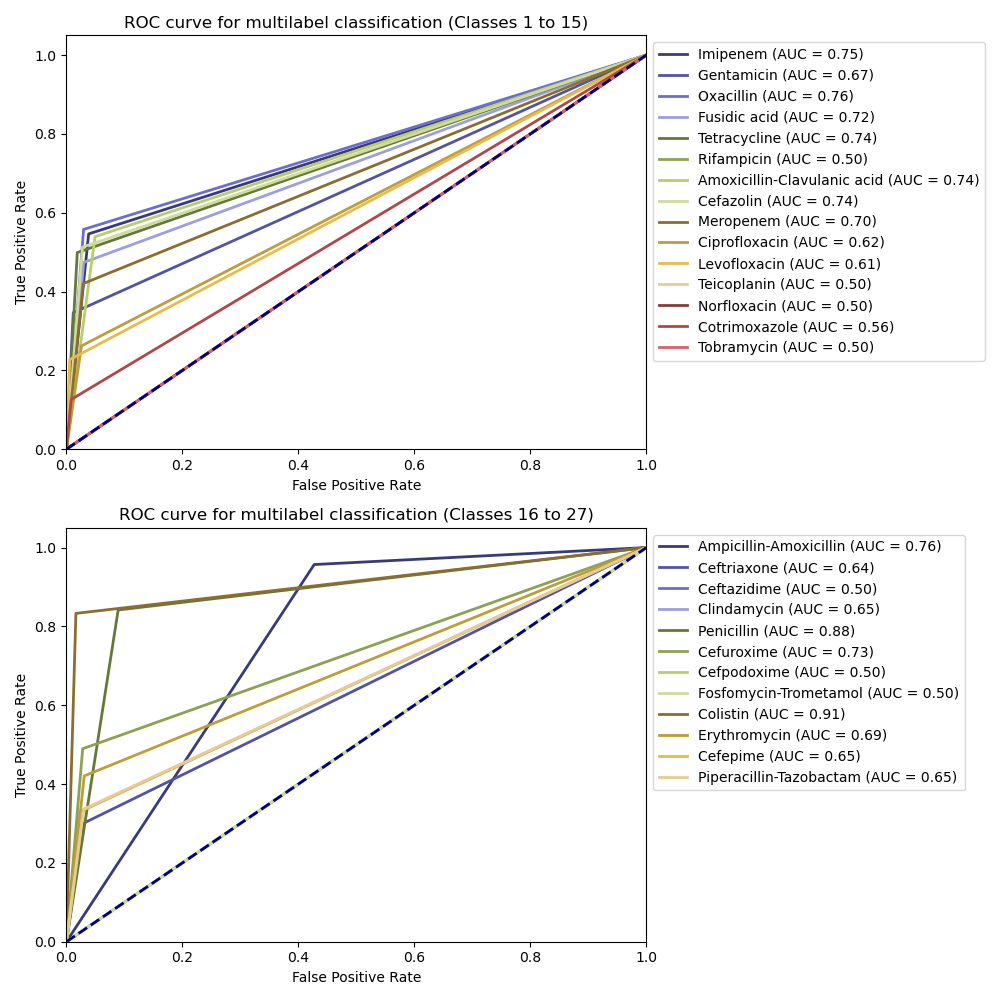 ROC curve for multilabel classification (Classes 1 to 15)
1.0
0.8
0.6
0.4
0.2
0.0
True Positive Rate
0.0 0.2 0.4 0.6 0.8 1.0
False Positive Rate
Imipenem (AUC = 0.75)
Gentamicin (AUC = 0.67)
Oxacillin (AUC = 0.76)
Fusidic acid (AUC = 0.72)
Tetracycline (AUC = 0.74)
Rifampicin (AUC = 0.50)
Amoxicillin-Clavulanic acid (AUC = 0.74)
Cefazolin (AUC = 0.74)
Meropenem (AUC = 0.70)
Ciprofloxacin (AUC = 0.62)
Levofloxacin (AUC = 0.61)
Teicoplanin (AUC = 0.50)
Norfloxacin (AUC = 0.50)
Cotrimoxazole (AUC = 0.56)
Tobramycin (AUC = 0.50)
ROC curve for multilabel classification (Classes 16 to 27)
1.0
0.8
0.6
0.4
0.2
0.0
True Positive Rate
0.0 0.2 0.4 0.6 0.8 1.0
False Positive Rate
Ampicillin-Amoxicillin (AUC = 0.76)
Ceftriaxone (AUC = 0.64)
Ceftazidime (AUC = 0.50)
Clindamycin (AUC = 0.65)
Penicillin (AUC = 0.88)
Cefuroxime (AUC = 0.73)
Cefpodoxime (AUC = 0.50)
Fosfomycin-Trometamol (AUC = 0.50)
Colistin (AUC = 0.91)
Erythromycin (AUC = 0.69)
Cefepime (AUC = 0.65)
Piperacillin-Tazobactam (AUC = 0.65)